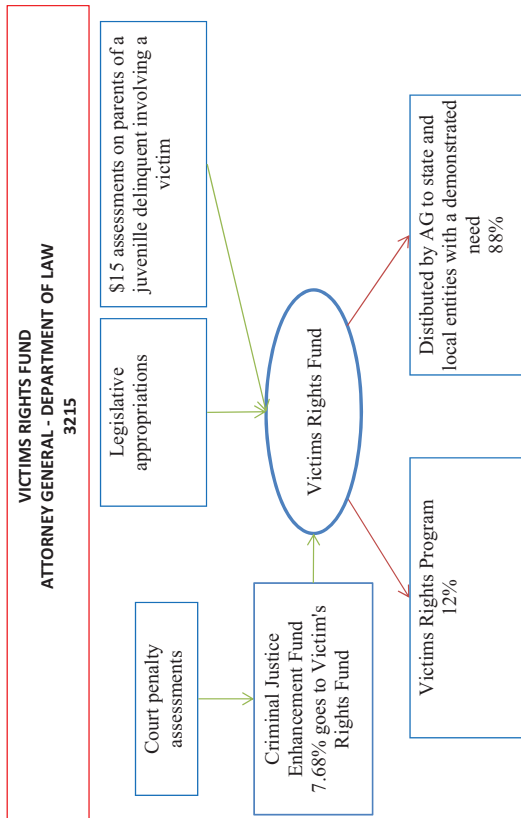 VICTIMS RIGHTS FUND
ATTORNEY GENERAL - DEPARTMENT OF LAW
3215
Court penalty
assessments
Legislative
appropriations
$15 assessments on parents of a
juvenille delinquent involving a
victim
Criminal Justice
Enhancement Fund
7.68% goes to Victim's
Rights Fund
Victims Rights Fund
Victims Rights Program
12%
Distibuted by AG to state and
local entities with a demonstrated
need
88%